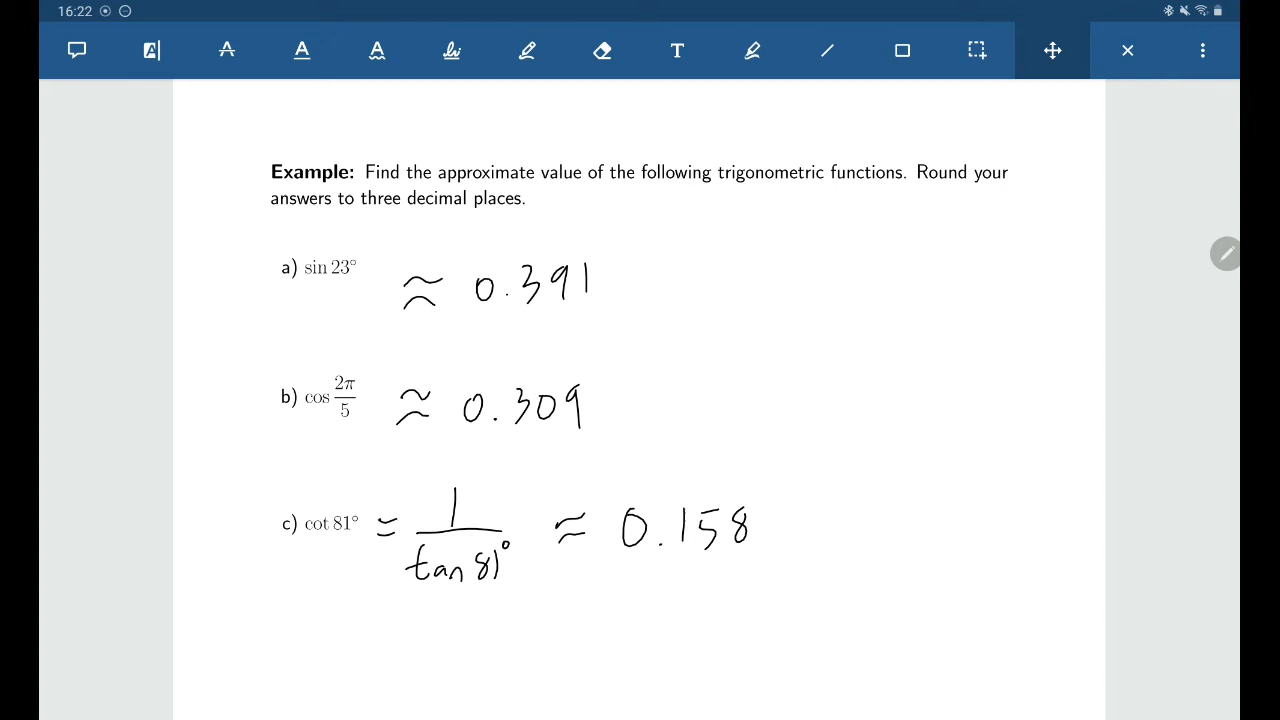 16:22
Example: Find the approximate value of the following trigonometric functions. Round your
answers to three decimal places.
a) sin 23° ≈ 0.391
b) cos 2π/5 ≈ 0.309
c) cot 81° = 1/tan 81° ≈ 0.158